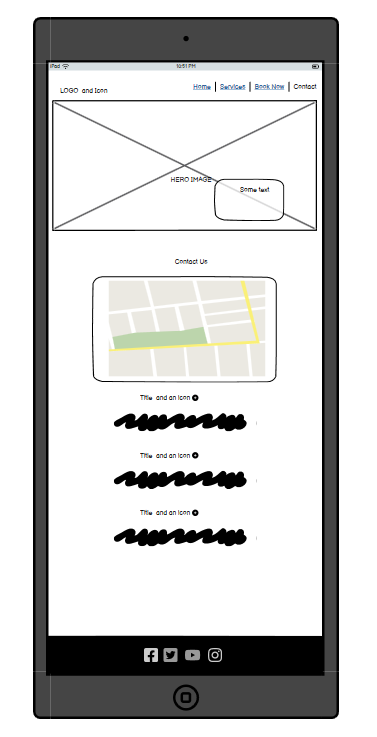 iPad 10:51 PM
LOGO and Icon
Home Services Book Now Contact
HERO IMAGE
Some text
Contact Us
Title and an icon
Title and an icon
Title and an icon